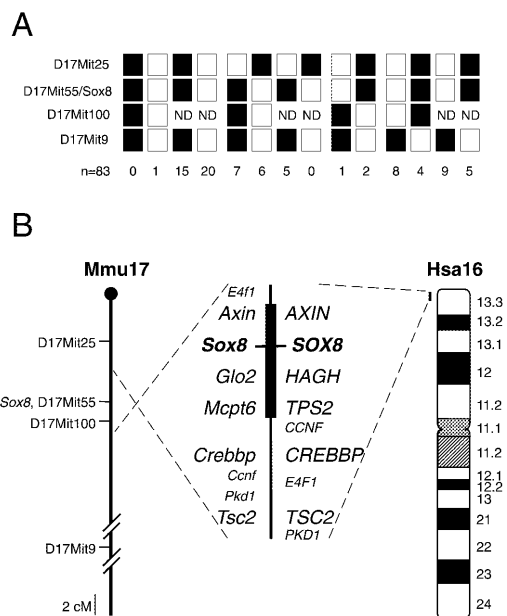 A
D17Mit25
D17Mit55/Sox8
D17Mit100 ND ND ND ND ND ND
D17Mit9
n=83 0 1 15 20 7 6 5 0 1 2 8 4 9 5
B
Mmu17 Hsa16
E4f1
Axin AXIN
Sox8 SOX8
Glo2 HAGH
Mcpt6 TPS2
CCNF
Crebbp CREBBP
Ccnf
E4F1
Pkd1
Tsc2 TSC2
PKD1
D17Mit25
Sox8, D17Mit55
D17Mit100
D17Mit9
2 cM
13.3
13.2
13.1
12
11.2
11.1
11.2
12.1
12.2
13
21
22
23
24